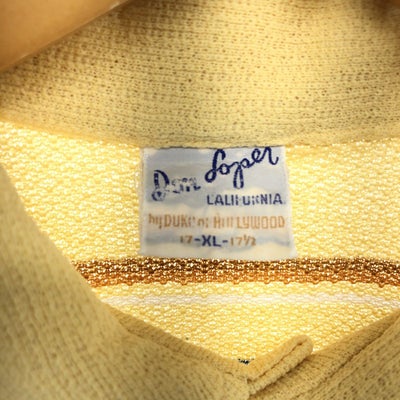 Don Loper
CALIFORNIA
by DUKE of HOLLYWOOD
17-XL-17½